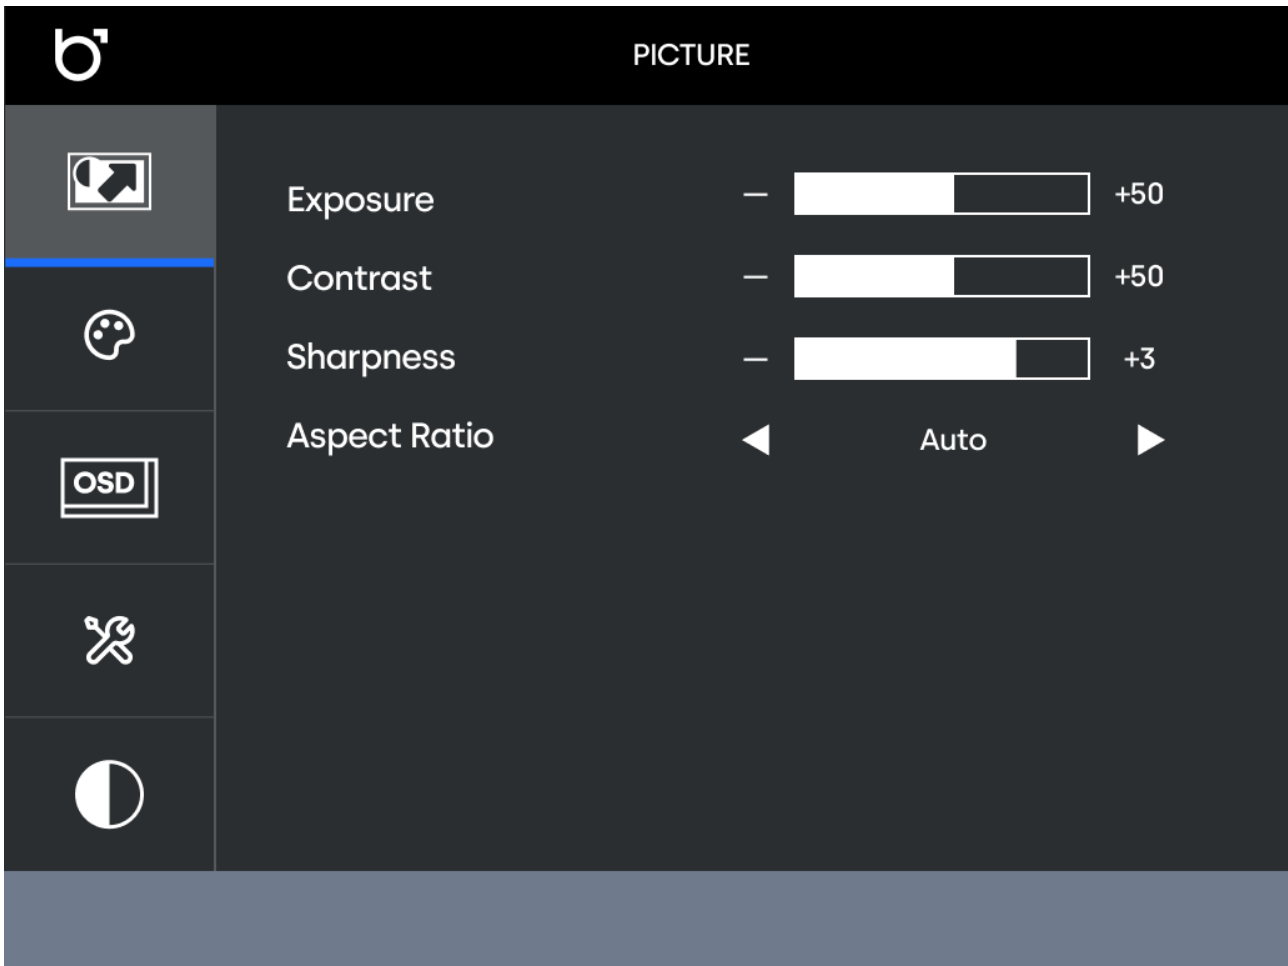 PICTURE
Exposure — +50
Contrast — +50
Sharpness — +3
Aspect Ratio ◀ Auto ▶
OSD